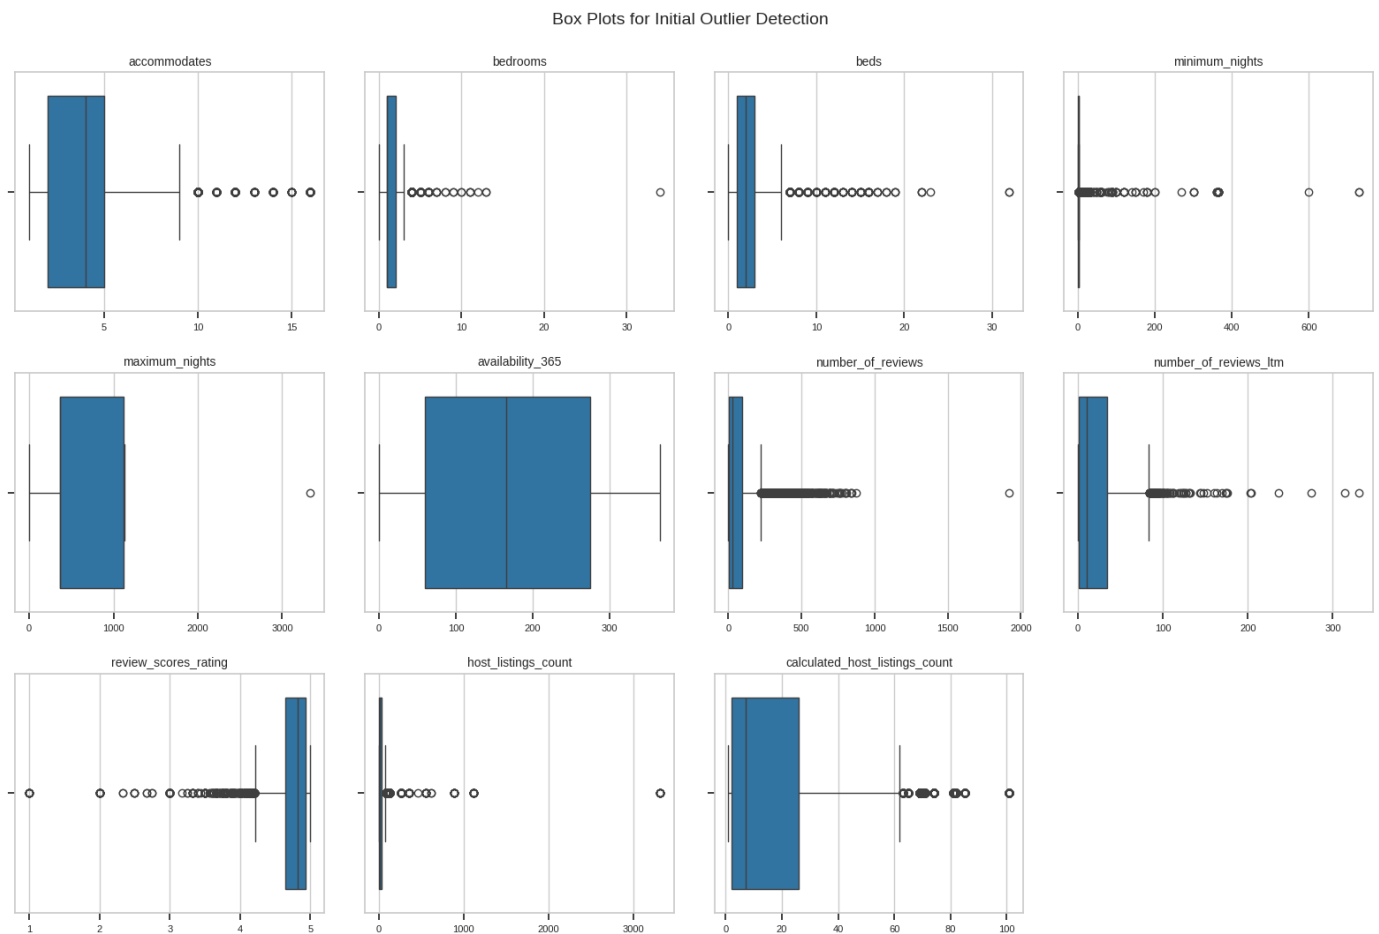 Box Plots for Initial Outlier Detection
accommodates bedrooms beds minimum_nights
5 10 15 0 10 20 30 0 10 20 30 0 200 400 600
maximum_nights availability_365 number_of_reviews number_of_reviews_ltm
0 1000 2000 3000 0 100 200 300 0 500 1000 1500 2000 0 100 200 300
review_scores_rating host_listings_count calculated_host_listings_count
1 2 3 4 5 0 1000 2000 3000 0 20 40 60 80 100